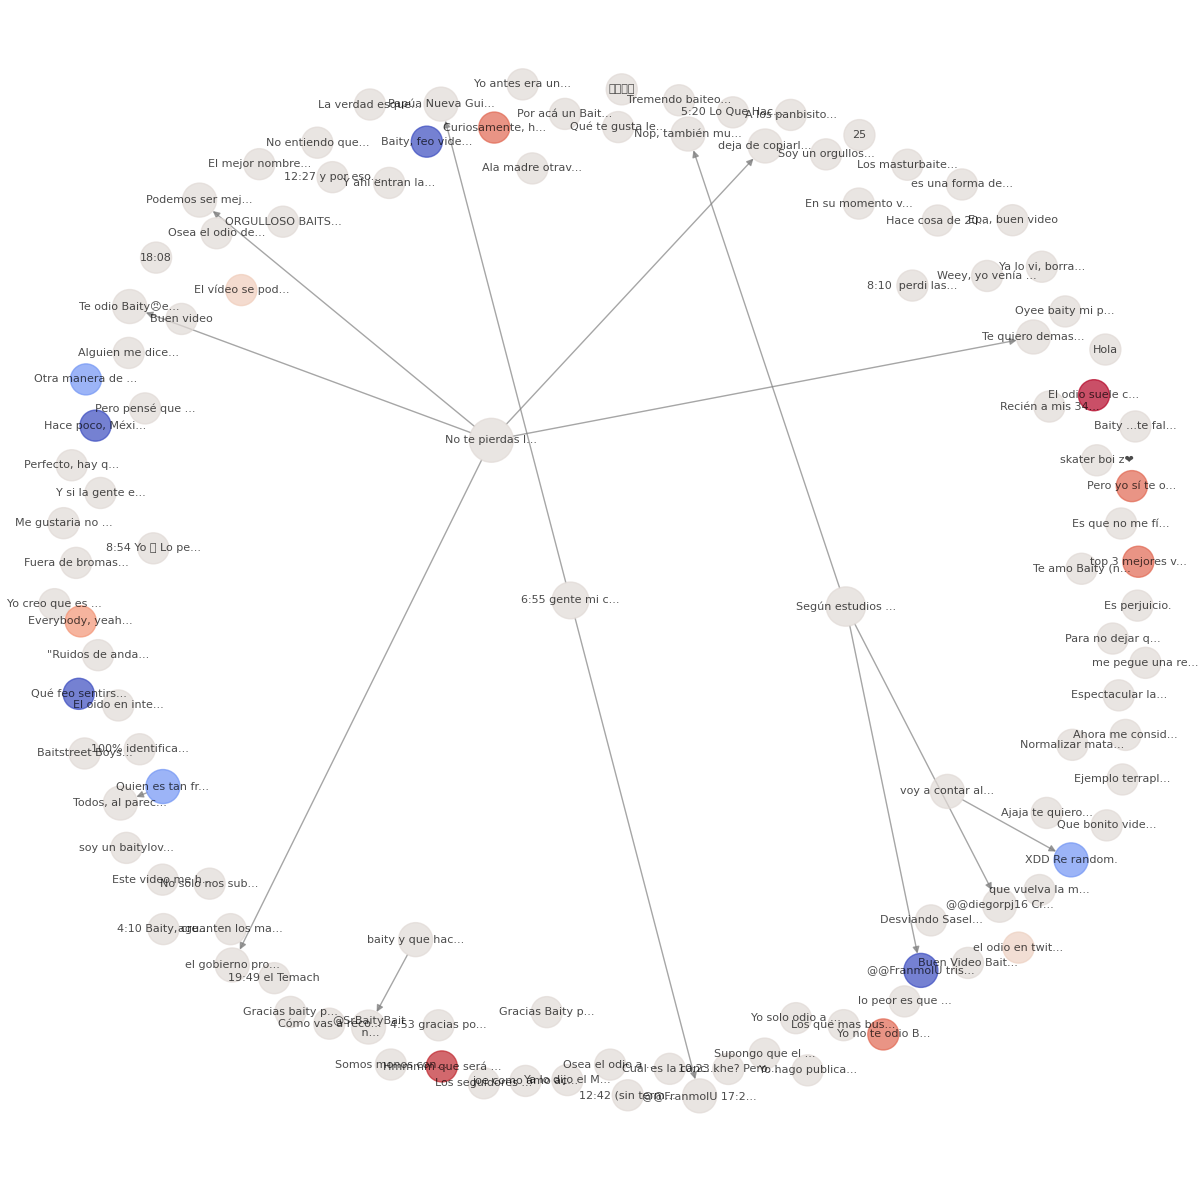 Yo antes era un...
La verdad esque...
Papúa Nueva Gui...
Tremendo baiteo...
Por acá un Bait...
5:20 Lo Que Hac...
A los panbisito...
Curiosamente, h...
Qué te gusta le...
Nop, también mu...
25
No entiendo que...
Baity, feo vide...
deja de copiarl...
Soy un orgullos...
El mejor nombre...
Los masturbaite...
Ala madre otrav...
12:27 y por eso...
Y ahí entran la...
es una forma de...
Podemos ser mej...
En su momento v...
ORGULLOSO BAITS...
Hace cosa de 20...
Epa, buen video
Osea el odio de...
18:08
Ya lo vi, borra...
Weey, yo venía ...
8:10  perdi las...
El vídeo se pod...
Te odio Baity😠e...
Oyee baity mi p...
Buen video
Te quiero demas...
Alguien me dice...
Hola
Otra manera de ...
El odio suele c...
Pero pensé que ...
Recién a mis 34...
Hace poco, Méxi...
Baity ...te fal...
No te pierdas l...
skater boi z❤
Perfecto, hay q...
Pero yo sí te o...
Y si la gente e...
Me gustaria no ...
Es que no me fí...
8:54 Yo
Lo pe...
Fuera de bromas...
top 3 mejores v...
Te amo Baity (n...
6:55 gente mi c...
Yo creo que es ...
Según estudios ...
Es perjuicio.
Everybody, yeah...
Para no dejar q...
"Ruidos de anda...
me pegue una re...
Qué feo sentirs...
Espectacular la...
El oido en inte...
Ahora me consid...
Normalizar mata...
100% identifica...
Baitstreet Boys...
Ejemplo terrapl...
Quien es tan fr...
voy a contar al...
Todos, al parec...
Ajaja te quiero...
Que bonito vide...
soy un baitylov...
XDD Re random.
Este video me h...
No solo nos sub...
que vuelva la m...
@@diegorpj16 Cr...
Desviando Sasel...
4:10 Baity, cre...
aguanten los ma...
baity y que hac...
el odio en twit...
el gobierno pro...
Buen Video Bait...
@@FranmolU tris...
19:49 el Temach
lo peor es que ...
Gracias baity p...
Gracias Baity p...
Yo solo odio a ...
Cómo vas a reco...
@SrBaityBait
n...
4:53 gracias po...
Los que mas bus...
Yo no te odio B...
Supongo que el ...
Somos monos con...
Hmmmm que será ...
Osea el odio a ...
Cuál es la canc...
10:23 khe? Pero...
Yo hago publica...
Los seguidores ...
Ya lo dijo el M...
12:42 (sin term...
@@FranmolU 17:2...